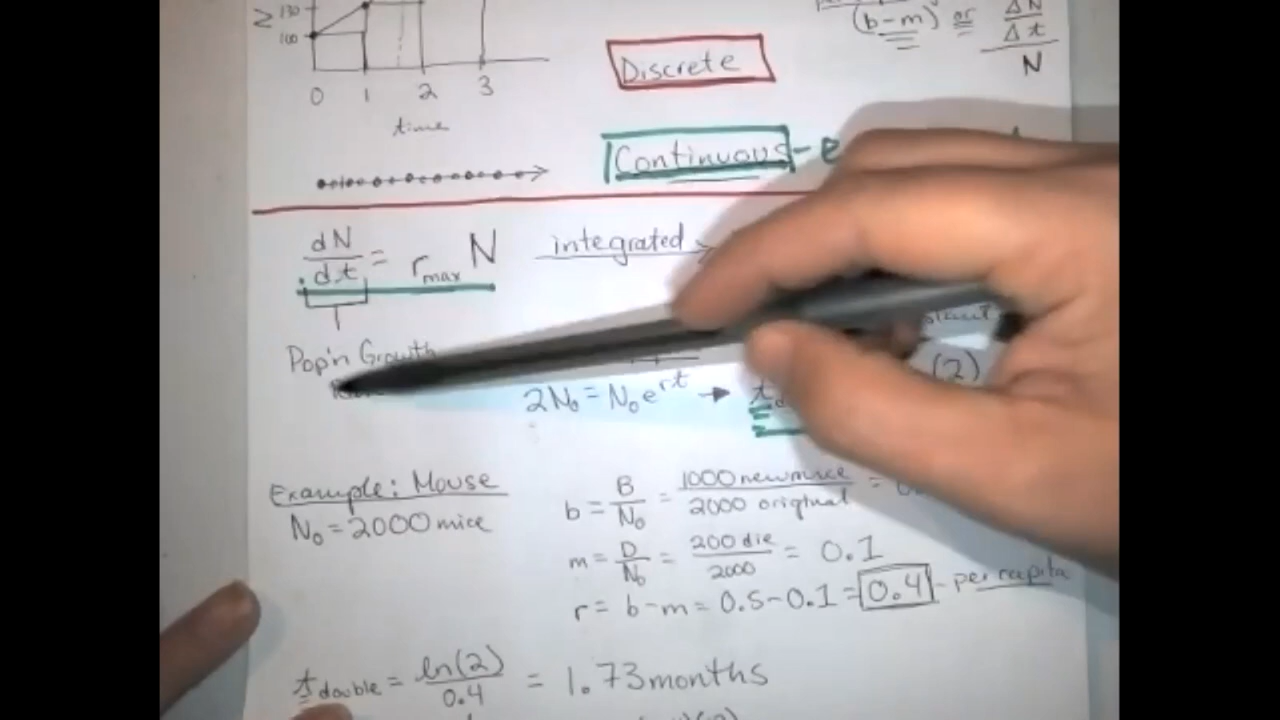 N
130
100
0 1 2 3
time
(b-m) or ΔN/Δt / N
Discrete
Continuous - e
dN/dt = rmax N integrated
Pop'n Growth
2N₀ = N₀e^rt → t
(2)
Example: Mouse
N₀ = 2000 mice
b = B/N₀ = 1000 new mice/2000 original =
m = D/N₀ = 200 die/2000 = 0.1
r = b-m = 0.5-0.1 = 0.4 - per capita
tdouble = ln(2)/0.4 = 1.73 months